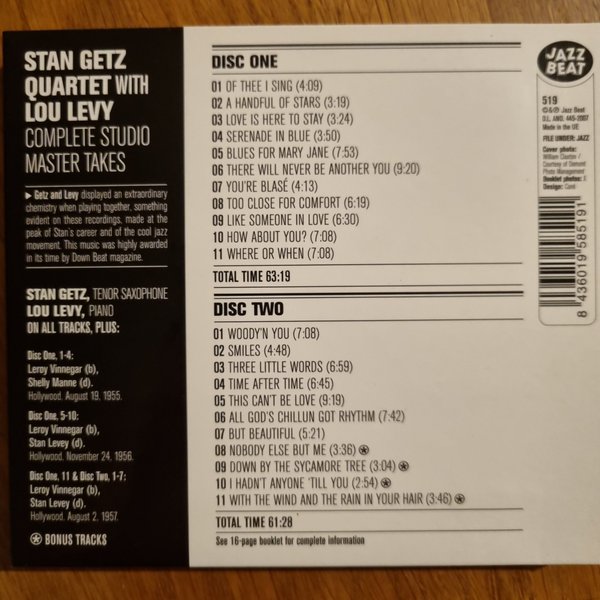 STAN GETZ
QUARTET WITH
LOU LEVY
COMPLETE STUDIO
MASTER TAKES
▶ Getz and Levy displayed an extraordinary
chemistry when playing together, something
evident on these recordings, made at the
peak of Stan's career and of the cool jazz
movement. This music was highly awarded
in its time by Down Beat magazine.
STAN GETZ, TENOR SAXOPHONE
LOU LEVY, PIANO
ON ALL TRACKS, PLUS:
Disc One, 1-4:
Leroy Vinnegar (b),
Shelly Manne (d).
Hollywood, August 19, 1955.
Disc One, 5-10:
Leroy Vinnegar (b),
Stan Levey (d).
Hollywood, November 24, 1956.
Disc One, 11 & Disc Two, 1-7:
Leroy Vinnegar (b),
Stan Levey (d).
Hollywood, August 2, 1957.
✪ BONUS TRACKS
DISC ONE
01 OF THEE I SING (4:09)
02 A HANDFUL OF STARS (3:19)
03 LOVE IS HERE TO STAY (3:24)
04 SERENADE IN BLUE (3:50)
05 BLUES FOR MARY JANE (7:53)
06 THERE WILL NEVER BE ANOTHER YOU (9:20)
07 YOU'RE BLASÉ (4:13)
08 TOO CLOSE FOR COMFORT (6:19)
09 LIKE SOMEONE IN LOVE (6:30)
10 HOW ABOUT YOU? (7:08)
11 WHERE OR WHEN (7:08)
TOTAL TIME 63:19
DISC TWO
01 WOODY'N YOU (7:08)
02 SMILES (4:48)
03 THREE LITTLE WORDS (6:59)
04 TIME AFTER TIME (6:45)
05 THIS CAN'T BE LOVE (9:19)
06 ALL GOD'S CHILLUN GOT RHYTHM (7:42)
07 BUT BEAUTIFUL (5:21)
08 NOBODY ELSE BUT ME (3:36) ✪
09 DOWN BY THE SYCAMORE TREE (3:04) ✪
10 I HADN'T ANYONE 'TILL YOU (2:54) ✪
11 WITH THE WIND AND THE RAIN IN YOUR HAIR (3:46) ✪
TOTAL TIME 61:28
See 16-page booklet for complete information
JAZZ
BEAT
519
©&℗ Jazz Beat
D.L. AND. 445-2007
Made in the UE
FILE UNDER: JAZZ
Cover photo:
William Claxton /
Courtesy of Demont
Photo Management
Booklet photos:
Design:
8 436019 585191